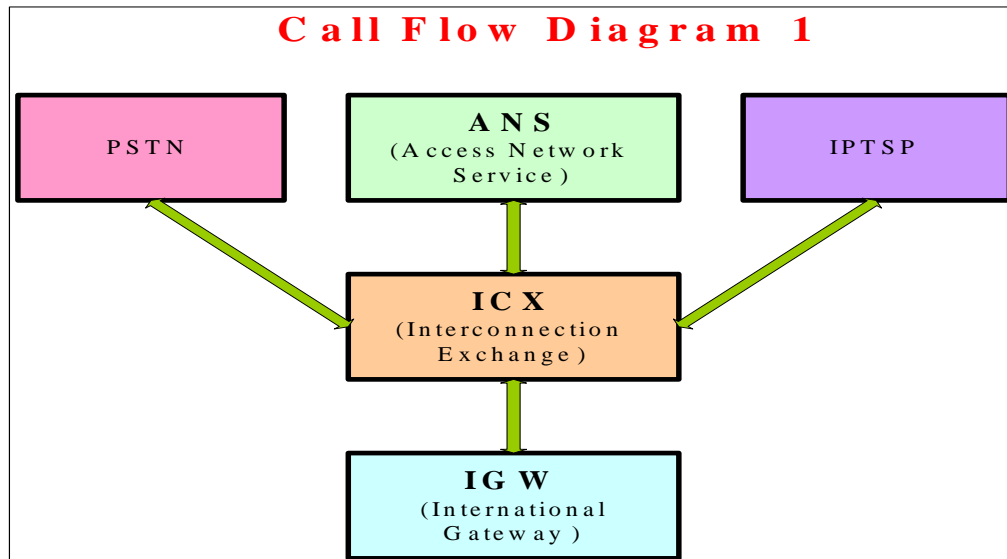 Call Flow Diagram 1
PSTN
ANS
(Access Network
Service)
IPTSP
ICX
(Interconnection
Exchange)
IGW
(International
Gateway)